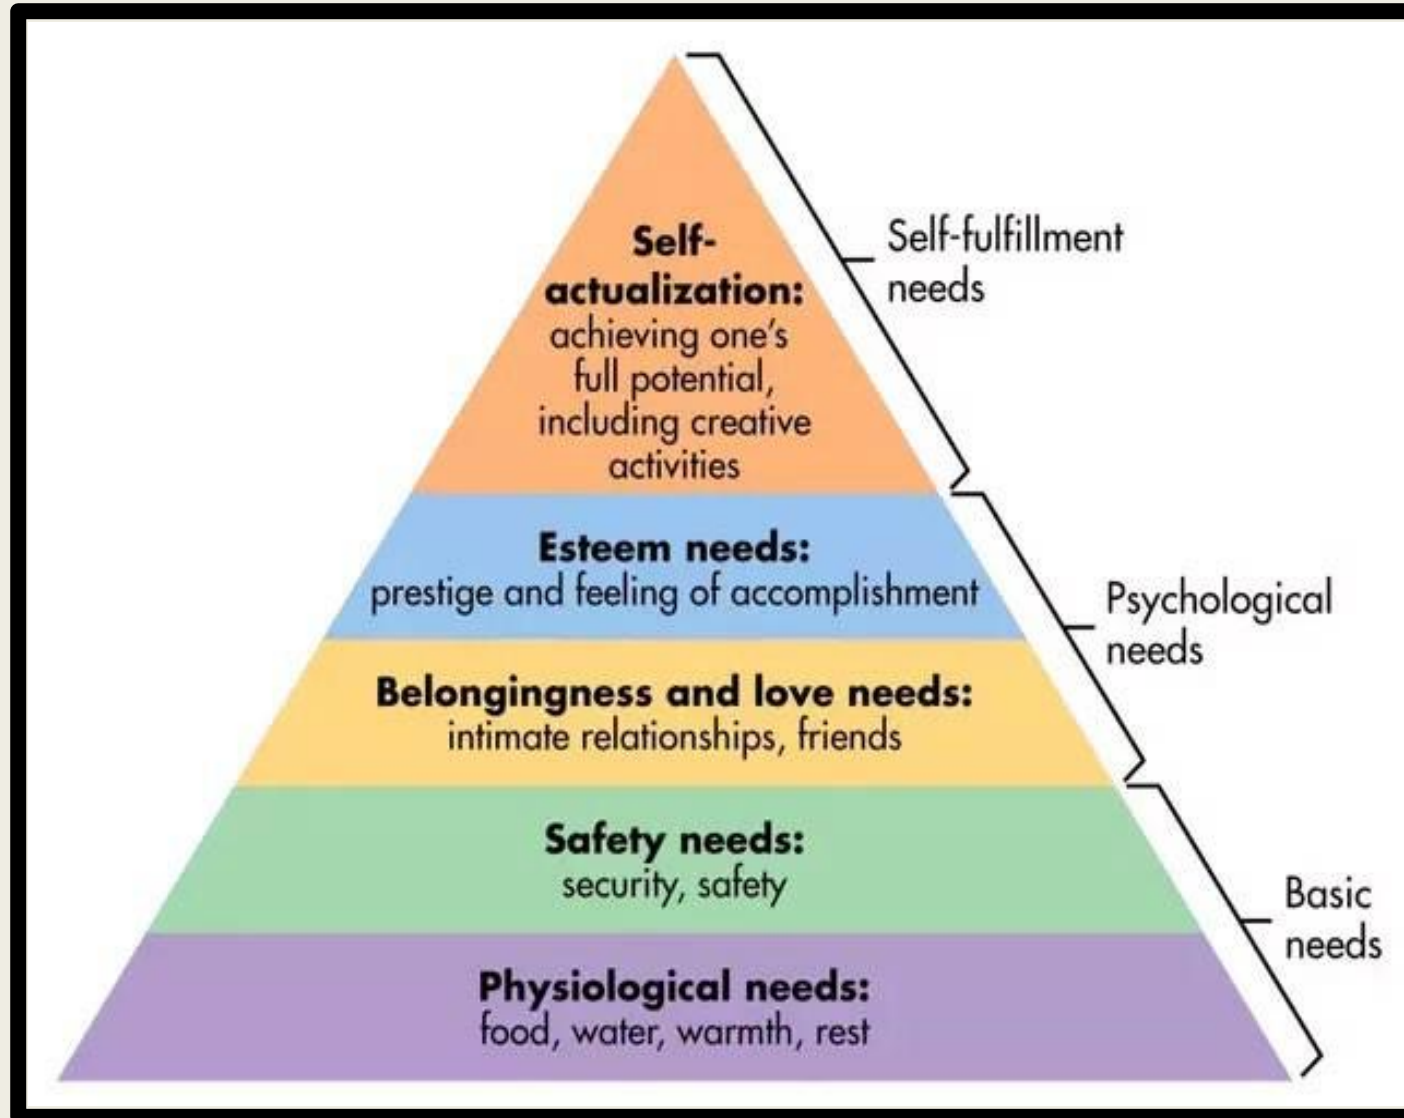 Self-
actualization:
achieving one's
full potential,
including creative
activities
Self-fulfillment
needs
Esteem needs:
prestige and feeling of accomplishment
Psychological
needs
Belongingness and love needs:
intimate relationships, friends
Safety needs:
security, safety
Basic
needs
Physiological needs:
food, water, warmth, rest